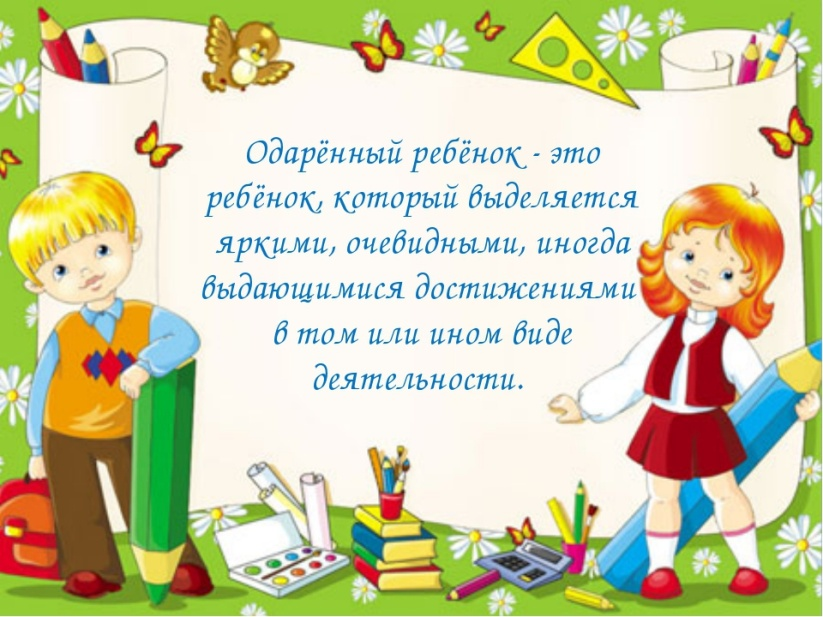 Одарённый ребёнок - это
ребёнок, который выделяется
яркими, очевидными, иногда
выдающимися достижениями
в том или ином виде
деятельности.